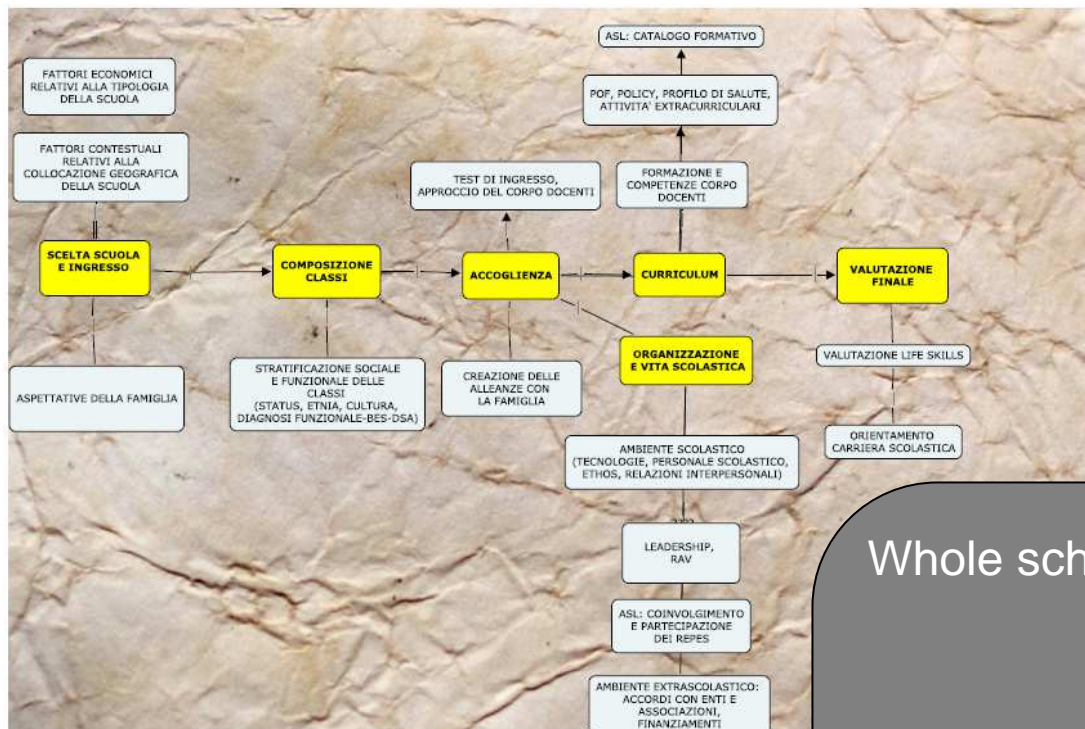 ASL: CATALOGO FORMATIVO
FATTORI ECONOMICI
RELATIVI ALLA TIPOLOGIA
DELLA SCUOLA
POF, POLICY, PROFILO DI SALUTE,
ATTIVITA' EXTRACURRICULARI
FATTORI CONTESTUALI
RELATIVI ALLA
COLLOCAZIONE GEOGRAFICA
DELLA SCUOLA
TEST DI INGRESSO,
APPROCCIO DEL CORPO DOCENTI
FORMAZIONE E
COMPETENZE CORPO
DOCENTI
SCELTA SCUOLA
E INGRESSO
COMPOSIZIONE
CLASSI
ACCOGLIENZA
CURRICULUM
VALUTAZIONE
FINALE
ORGANIZZAZIONE
E VITA SCOLASTICA
VALUTAZIONE LIFE SKILLS
ASPETTATIVE DELLA FAMIGLIA
STRATIFICAZIONE SOCIALE
E FUNZIONALE DELLE
CLASSI
(STATUS, ETNIA, CULTURA,
DIAGNOSI FUNZIONALE-BES-DSA)
CREAZIONE DELLE
ALLEANZE CON
LA FAMIGLIA
ORIENTAMENTO
CARRIERA SCOLASTICA
AMBIENTE SCOLASTICO
(TECNOLOGIE, PERSONALE SCOLASTICO,
ETHOS, RELAZIONI INTERPERSONALI)
????
LEADERSHIP,
RAV
Whole sch
ASL: COINVOLGIMENTO
E PARTECIPAZIONE
DEI REPES
AMBIENTE EXTRASCOLASTICO:
ACCORDI CON ENTI E
ASSOCIAZIONI,
FINANZIAMENTI